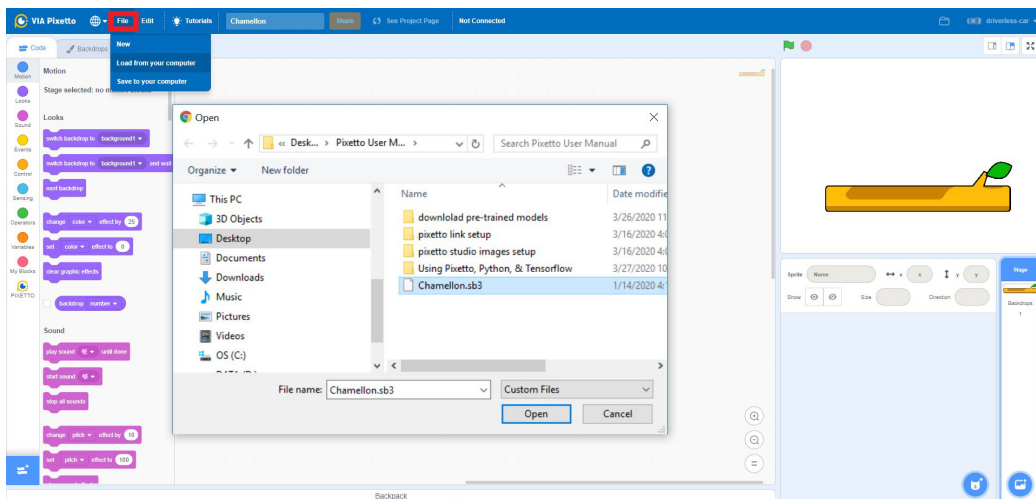 VIA Pixetto File Edit Tutorials Chamellon Share See Project Page Not Connected driverless-car
New
Load from your computer
Save to your computer
Code Backdrops
Motion
Looks
Sound
Events
Control
Sensing
Operators
Variables
My Blocks
PIXETTO
Motion
Stage selected: no
Looks
switch backdrop to background1
switch backdrop to background1 and wait
next backdrop
change color effect by 25
set color effect to 0
clear graphic effects
backdrop number
Sound
play sound until done
start sound
stop all sounds
change pitch effect by 10
set pitch effect to 100
Open
« Desk... › Pixetto User M... ›
Search Pixetto User Manual
Organize New folder
This PC
3D Objects
Desktop
Documents
Downloads
Music
Pictures
Videos
OS (C:)
Name Date modifie
downlolad pre-trained models 3/26/2020 11
pixetto link setup 3/16/2020 4:0
pixetto studio images setup 3/16/2020 4:0
Using Pixetto, Python, & Tensorflow 3/27/2020 10
Chamellon.sb3 1/14/2020 4:
File name: Chamellon.sb3 Custom Files
Open Cancel
Sprite Name x x y y
Show Size Direction
Stage
Backdrops
1
Backpack